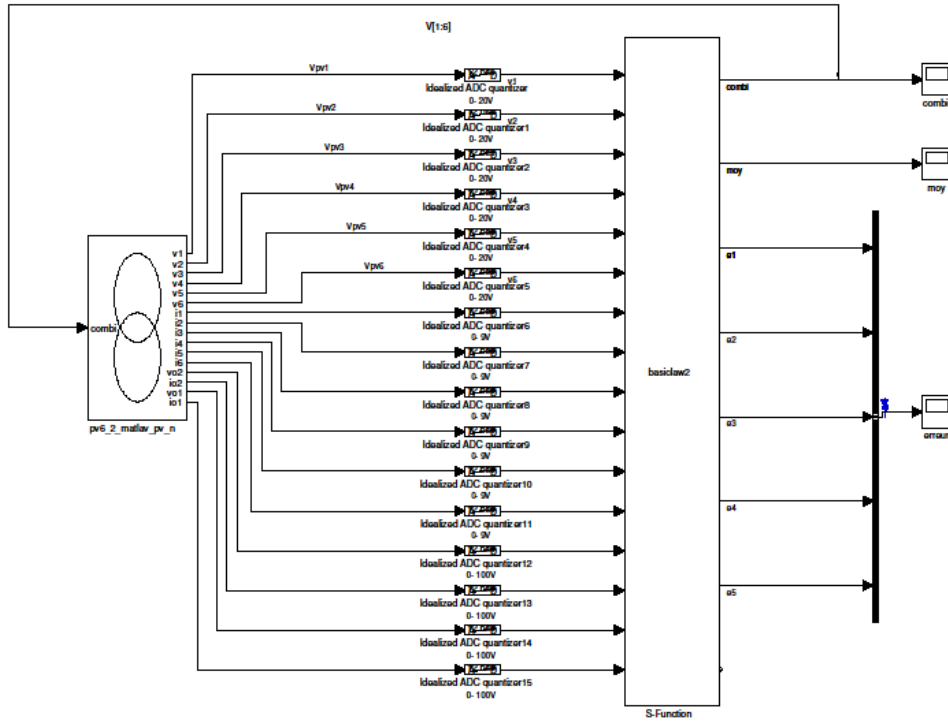 V[1:6]
Vpv1
v1
Idealized ADC quantizer
0- 20V
combi
combi
Vpv2
v2
Idealized ADC quantizer1
0- 20V
Vpv3
v3
Idealized ADC quantizer2
0- 20V
moy
moy
Vpv4
v4
Idealized ADC quantizer3
0- 20V
Vpv5
v5
Idealized ADC quantizer4
0- 20V
e1
Vpv6
v6
Idealized ADC quantizer5
0- 20V
v1
v2
v3
v4
v5
v6
i1
i2
i3
i4
i5
i6
vo2
io2
vo1
io1
combi
pv6_2_matlav_pv_n
Idealized ADC quantizer6
0- 9V
e2
Idealized ADC quantizer7
0- 9V
basiclaw2
Idealized ADC quantizer8
0- 9V
e3
erreur
Idealized ADC quantizer9
0- 9V
Idealized ADC quantizer10
0- 9V
e4
Idealized ADC quantizer11
0- 9V
Idealized ADC quantizer12
0- 100V
e5
Idealized ADC quantizer13
0- 100V
Idealized ADC quantizer14
0- 100V
Idealized ADC quantizer15
0- 100V
S-Function